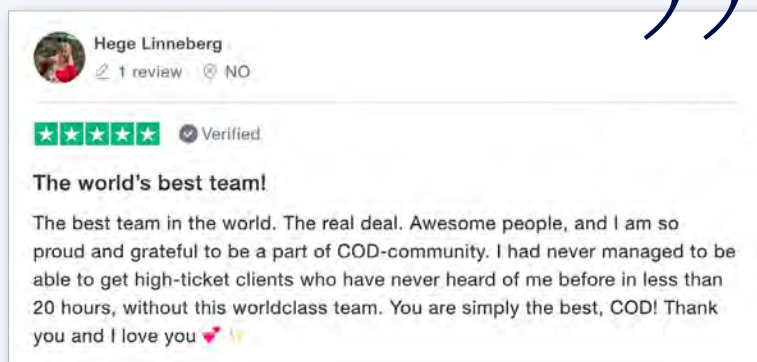 ”
Hege Linneberg
1 review NO
Verified
The world's best team!
The best team in the world. The real deal. Awesome people, and I am so
proud and grateful to be a part of COD-community. I had never managed to be
able to get high-ticket clients who have never heard of me before in less than
20 hours, without this worldclass team. You are simply the best, COD! Thank
you and I love you 💕 ✨